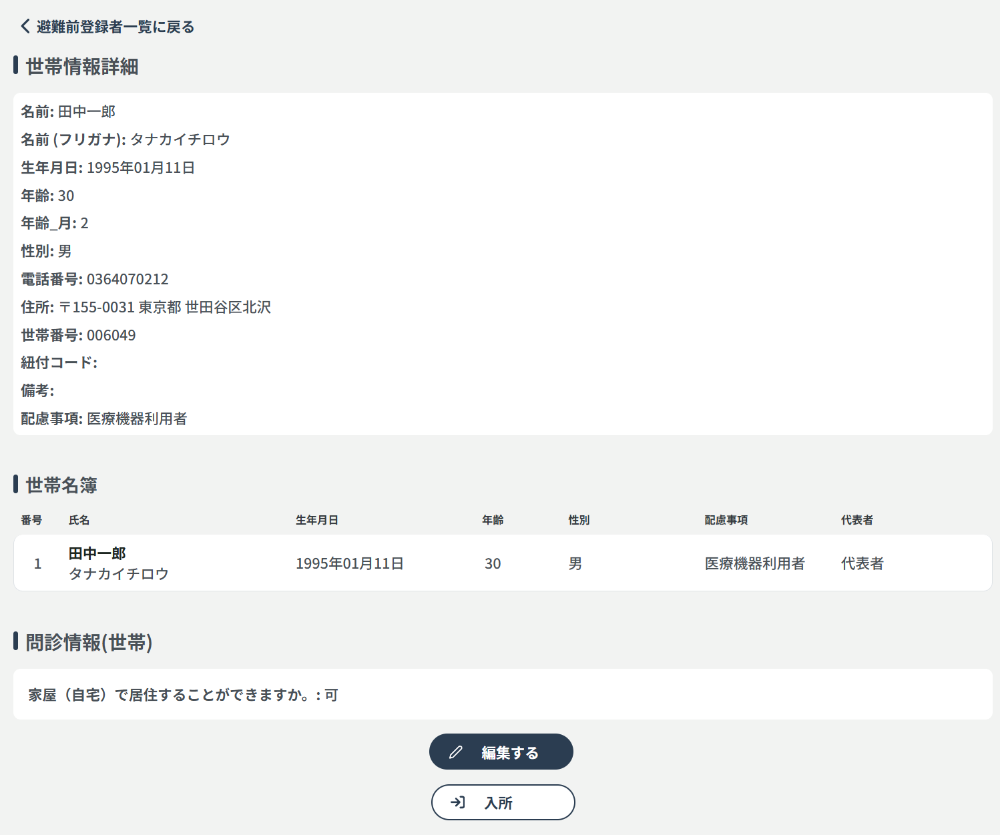 避難前登録者一覧に戻る
世帯情報詳細
名前: 田中一郎
名前 (フリガナ): タナカイチロウ
生年月日: 1995年01月11日
年齢: 30
年齢_月: 2
性別: 男
電話番号: 0364070212
住所: 〒155-0031 東京都 世田谷区北沢
世帯番号: 006049
紐付コード:
備考:
配慮事項: 医療機器利用者
世帯名簿
番号 氏名 生年月日 年齢 性別 配慮事項 代表者
1 田中一郎 1995年01月11日 30 男 医療機器利用者 代表者
タナカイチロウ
問診情報(世帯)
家屋（自宅）で居住することができますか。: 可
編集する
入所